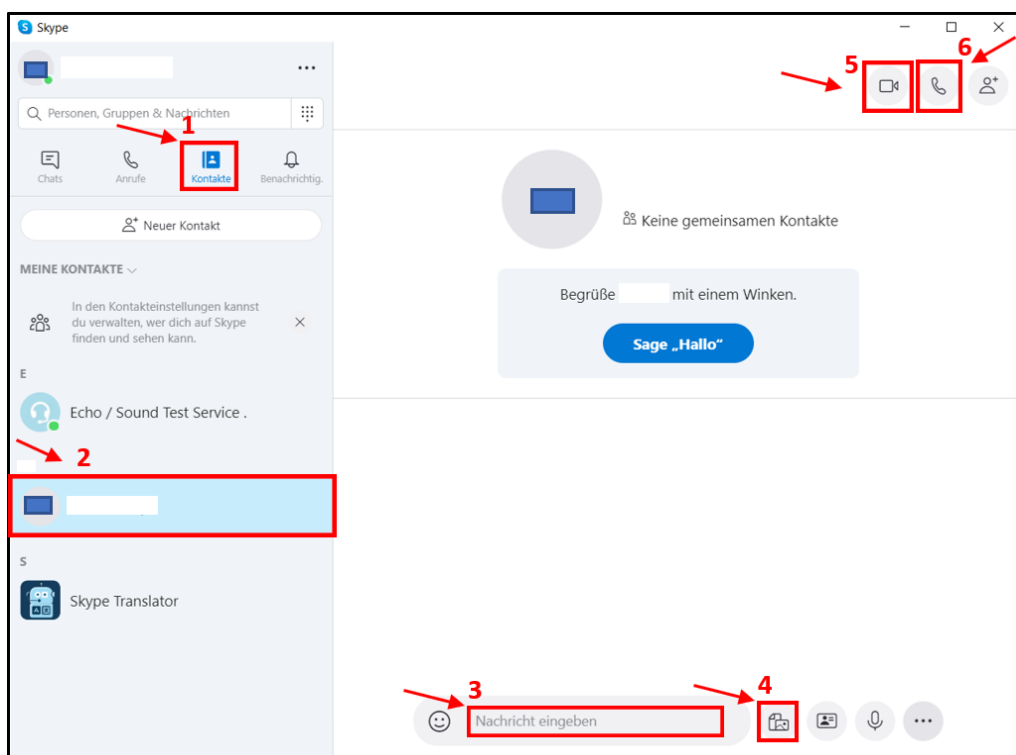 Skype
6
5
Personen, Gruppen & Nachrichten
1
Chats
Anrufe
Kontakte
Benachrichtig.
Neuer Kontakt
Keine gemeinsamen Kontakte
MEINE KONTAKTE
In den Kontakteinstellungen kannst
du verwalten, wer dich auf Skype
finden und sehen kann.
Begrüße mit einem Winken.
Sage „Hallo“
E
Echo / Sound Test Service .
2
S
Skype Translator
3
4
Nachricht eingeben